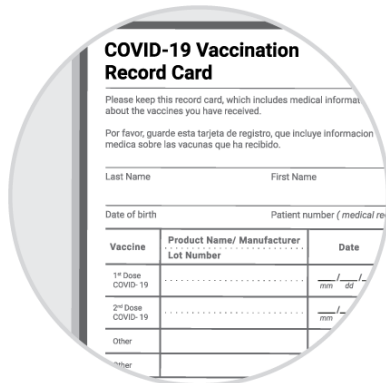 COVID-19 Vaccination
Record Card
Please keep this record card, which includes medical
about the vaccines you have received.
Por favor, guarde esta tarjeta de registro, que incluye informacion
medica sobre las vacunas que ha recibido.
Last Name First Name
Date of birth Patient number ( medical
Vaccine Product Name/ Manufacturer Date
Lot Number
1st Dose
COVID- 19
mm dd
2nd Dose
COVID- 19
mm
Other
Other